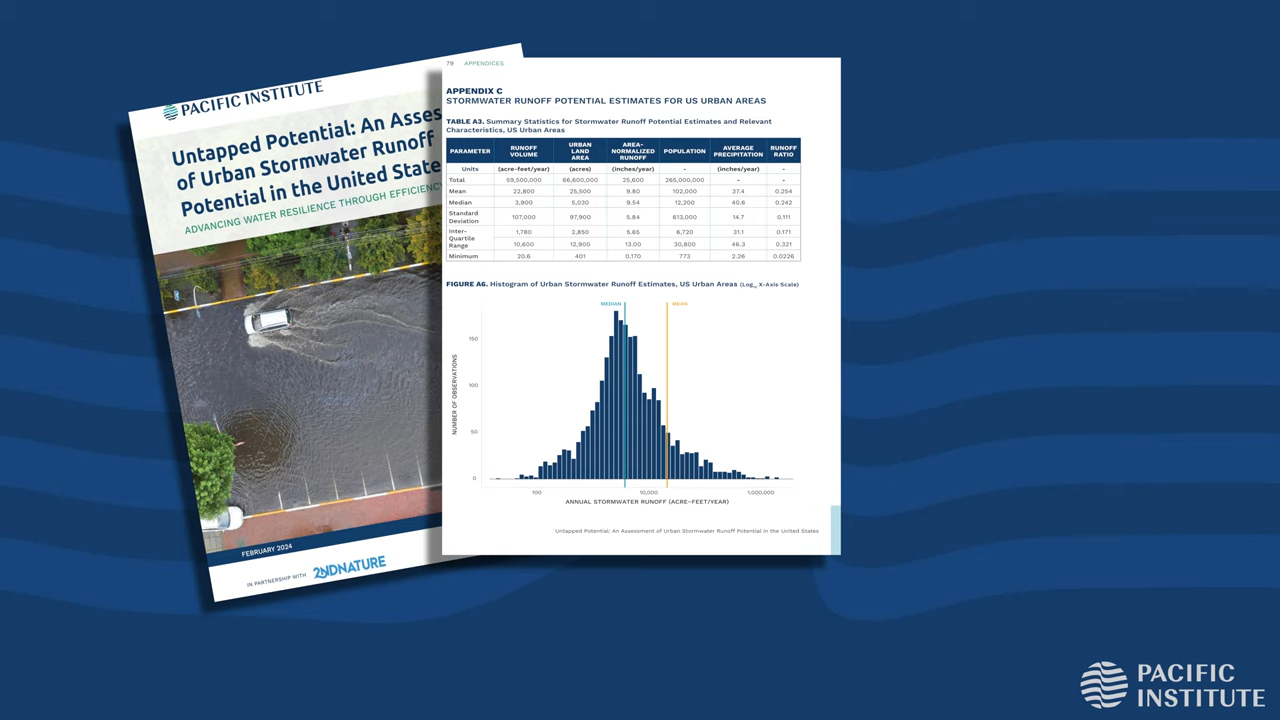 PACIFIC INSTITUTE
Untapped Potential: An Asses
of Urban Stormwater Runoff
Potential in the United State
ADVANCING WATER RESILIENCE THROUGH EFFICIENCY
FEBRUARY 2024
IN PARTNERSHIP WITH 2NDNATURE
79 APPENDICES
APPENDIX C
STORMWATER RUNOFF POTENTIAL ESTIMATES FOR US URBAN AREAS
TABLE A3. Summary Statistics for Stormwater Runoff Potential Estimates and Relevant
Characteristics, US Urban Areas
PARAMETER RUNOFF VOLUME URBAN LAND AREA AREA-NORMALIZED RUNOFF POPULATION AVERAGE PRECIPITATION RUNOFF RATIO
Units (acre-feet/year) (acres) (inches/year) - (inches/year) -
Total 59,500,000 66,600,000 25,600 265,000,000 - -
Mean 22,800 25,500 9.80 102,000 37.4 0.254
Median 3,900 5,030 9.54 12,200 40.6 0.242
Standard Deviation 107,000 97,900 5.84 613,000 14.7 0.111
Inter-Quartile Range 1,780 2,850 5.65 6,720 31.1 0.171
10,600 12,900 13.00 30,800 46.3 0.321
Minimum 20.6 401 0.170 773 2.26 0.0226
FIGURE A6. Histogram of Urban Stormwater Runoff Estimates, US Urban Areas (Log X-Axis Scale)
MEDIAN MEAN
NUMBER OF OBSERVATIONS
150
100
50
0
100 10,000 1,000,000
ANNUAL STORMWATER RUNOFF (ACRE-FEET/YEAR)
Untapped Potential: An Assessment of Urban Stormwater Runoff Potential in the United States
PACIFIC
INSTITUTE